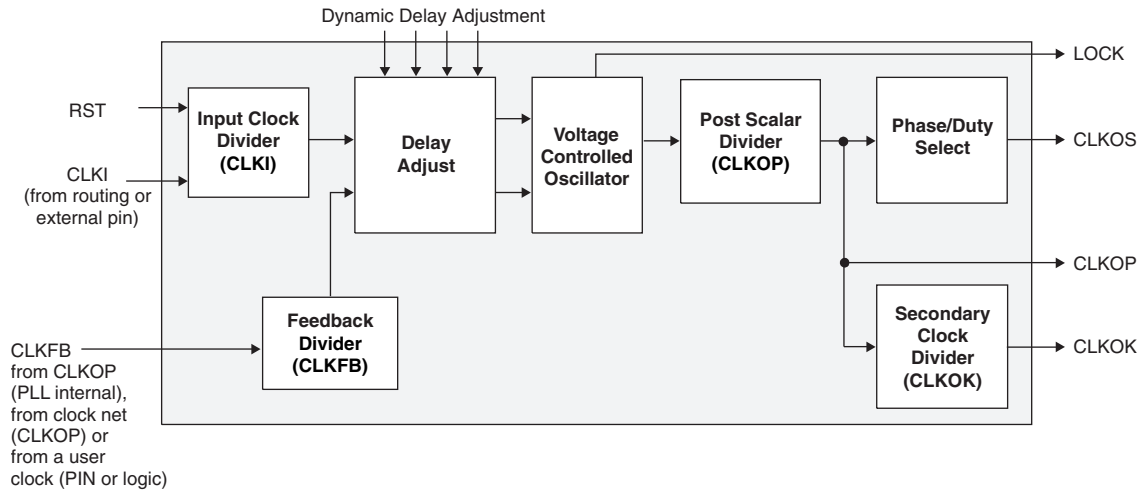 Dynamic Delay Adjustment
LOCK
RST
Input Clock
Divider
(CLKI)
Delay
Adjust
Voltage
Controlled
Oscillator
Post Scalar
Divider
(CLKOP)
Phase/Duty
Select
CLKOS
CLKI
(from routing or
external pin)
CLKOP
Feedback
Divider
(CLKFB)
Secondary
Clock
Divider
(CLKOK)
CLKOK
CLKFB
from CLKOP
(PLL internal),
from clock net
(CLKOP) or
from a user
clock (PIN or logic)